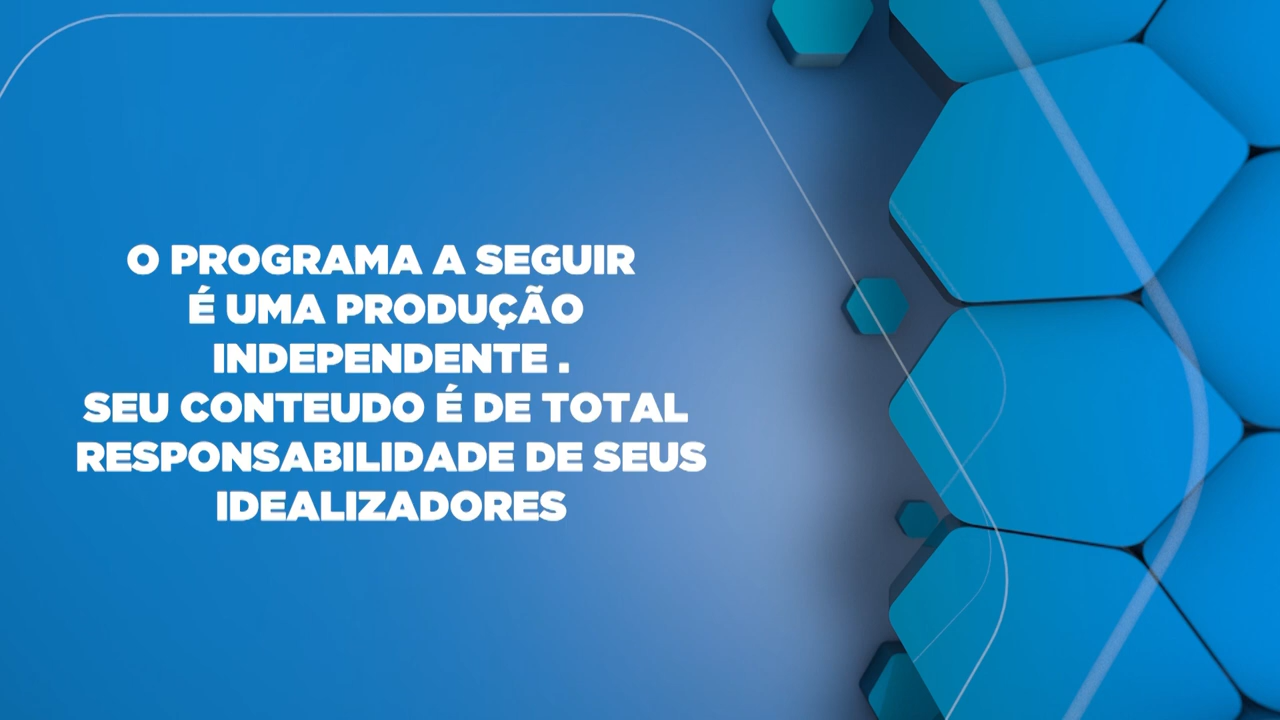 O PROGRAMA A SEGUIR
É UMA PRODUÇÃO
INDEPENDENTE .
SEU CONTEUDO É DE TOTAL
RESPONSABILIDADE DE SEUS
IDEALIZADORES